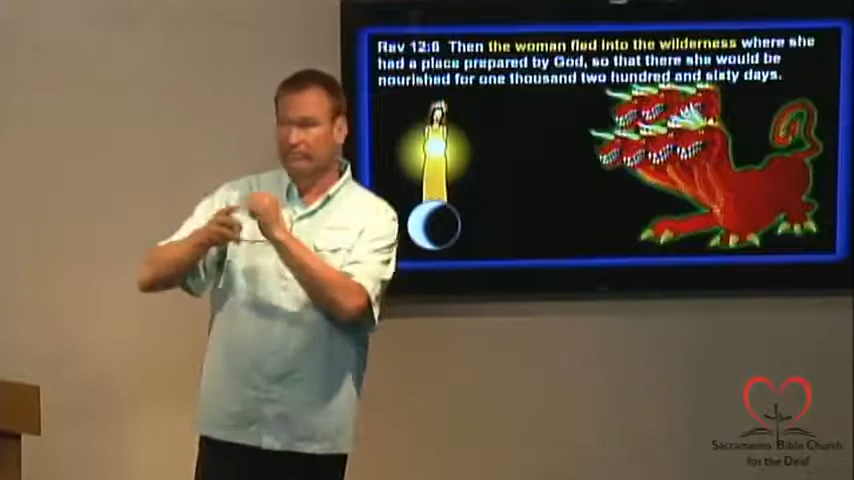 Rev 12:6 Then the woman fled into the wilderness where she
had a place prepared by God, so that there she would be
nourished for one thousand two hundred and sixty days.
Sacramento Bible Church
for the Deaf